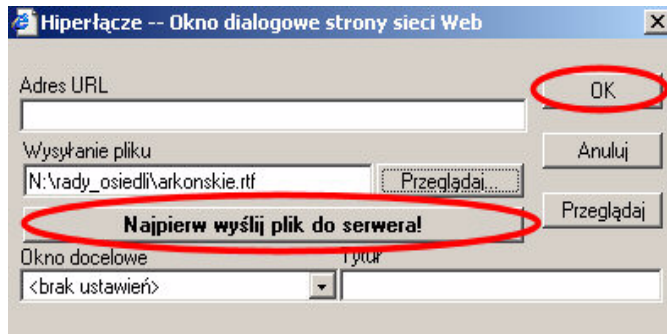 Hiperłącze -- Okno dialogowe strony sieci Web
Adres URL
OK
Wysyłanie pliku
Anuluj
N:\rady_osiedli\arkonskie.rtf
Przeglądaj...
Przeglądaj
Najpierw wyślij plik do serwera!
Okno docelowe
Tytuł
<brak ustawień>